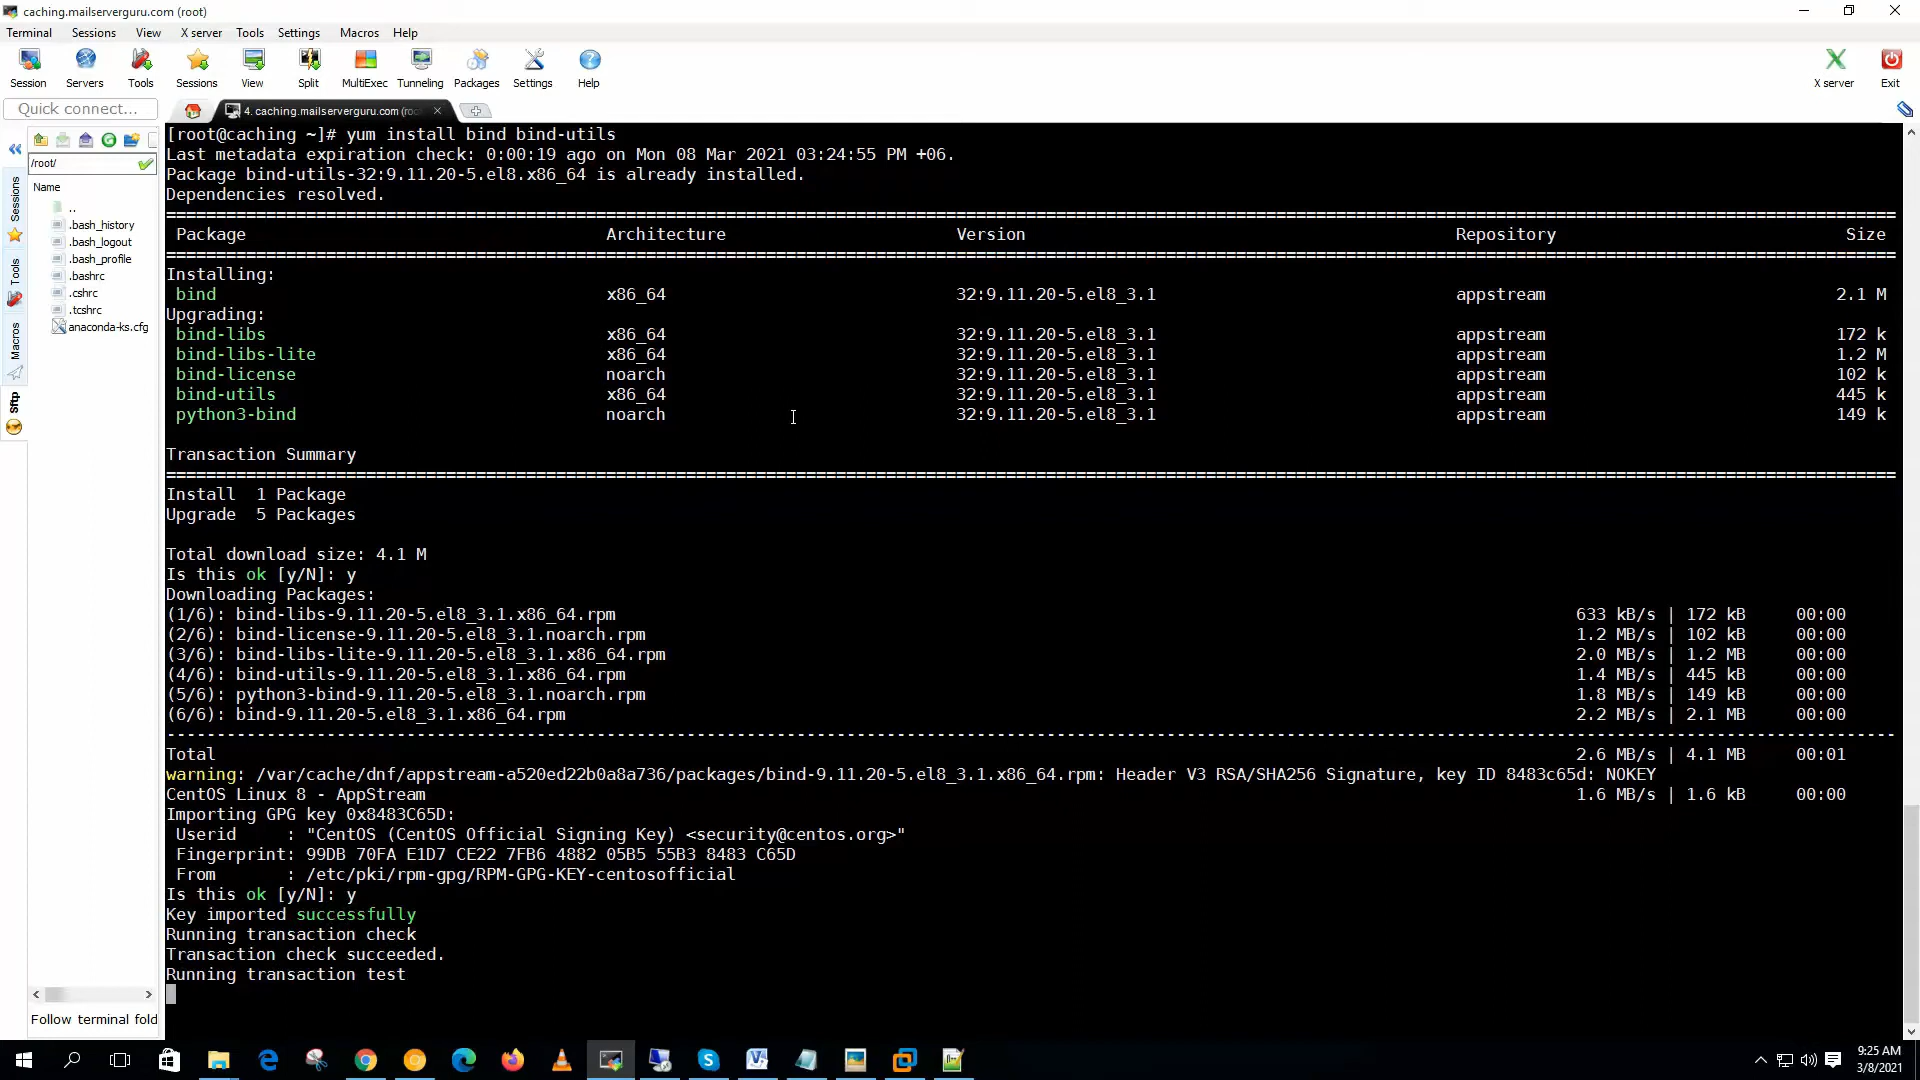 caching.mailserverguru.com (root)
Terminal Sessions View X server Tools Settings Macros Help
Session Servers Tools Sessions View Split MultiExec Tunneling Packages Settings Help X server Exit
Quick connect...
4. caching.mailserverguru.com (roo
/root/
Name
..
.bash_history
.bash_logout
.bash_profile
.bashrc
.cshrc
.tcshrc
anaconda-ks.cfg
Sessions
Tools
Macros
Sftp
Follow terminal fold
[root@caching ~]# yum install bind bind-utils
Last metadata expiration check: 0:00:19 ago on Mon 08 Mar 2021 03:24:55 PM +06.
Package bind-utils-32:9.11.20-5.el8.x86_64 is already installed.
Dependencies resolved.
================================================================
Package Architecture Version Repository Size
================================================================
Installing:
bind x86_64 32:9.11.20-5.el8_3.1 appstream 2.1 M
Upgrading:
bind-libs x86_64 32:9.11.20-5.el8_3.1 appstream 172 k
bind-libs-lite x86_64 32:9.11.20-5.el8_3.1 appstream 1.2 M
bind-license noarch 32:9.11.20-5.el8_3.1 appstream 102 k
bind-utils x86_64 32:9.11.20-5.el8_3.1 appstream 445 k
python3-bind noarch 32:9.11.20-5.el8_3.1 appstream 149 k
Transaction Summary
================================================================
Install 1 Package
Upgrade 5 Packages
Total download size: 4.1 M
Is this ok [y/N]: y
Downloading Packages:
(1/6): bind-libs-9.11.20-5.el8_3.1.x86_64.rpm 633 kB/s | 172 kB 00:00
(2/6): bind-license-9.11.20-5.el8_3.1.noarch.rpm 1.2 MB/s | 102 kB 00:00
(3/6): bind-libs-lite-9.11.20-5.el8_3.1.x86_64.rpm 2.0 MB/s | 1.2 MB 00:00
(4/6): bind-utils-9.11.20-5.el8_3.1.x86_64.rpm 1.4 MB/s | 445 kB 00:00
(5/6): python3-bind-9.11.20-5.el8_3.1.noarch.rpm 1.8 MB/s | 149 kB 00:00
(6/6): bind-9.11.20-5.el8_3.1.x86_64.rpm 2.2 MB/s | 2.1 MB 00:00
----------------------------------------------------------------
Total 2.6 MB/s | 4.1 MB 00:01
warning: /var/cache/dnf/appstream-a520ed22b0a8a736/packages/bind-9.11.20-5.el8_3.1.x86_64.rpm: Header V3 RSA/SHA256 Signature, key ID 8483c65d: NOKEY
CentOS Linux 8 - AppStream 1.6 MB/s | 1.6 kB 00:00
Importing GPG key 0x8483C65D:
Userid : "CentOS (CentOS Official Signing Key) <security@centos.org>"
Fingerprint: 99DB 70FA E1D7 CE22 7FB6 4882 05B5 55B3 8483 C65D
From : /etc/pki/rpm-gpg/RPM-GPG-KEY-centosofficial
Is this ok [y/N]: y
Key imported successfully
Running transaction check
Transaction check succeeded.
Running transaction test
9:25 AM
3/8/2021